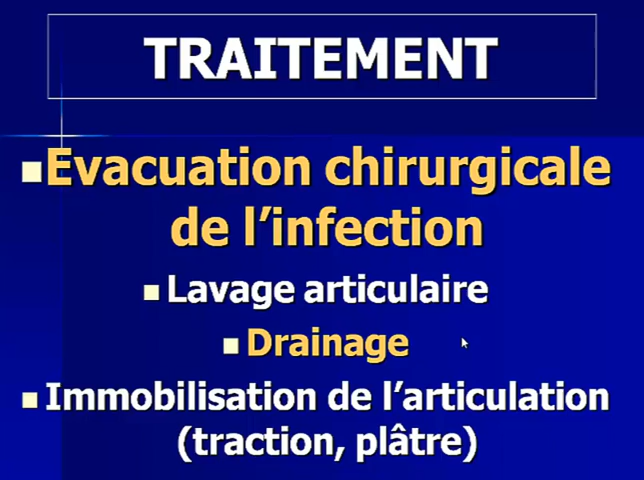 TRAITEMENT
Evacuation chirurgicale
de l’infection
Lavage articulaire
Drainage
Immobilisation de l’articulation
(traction, plâtre)